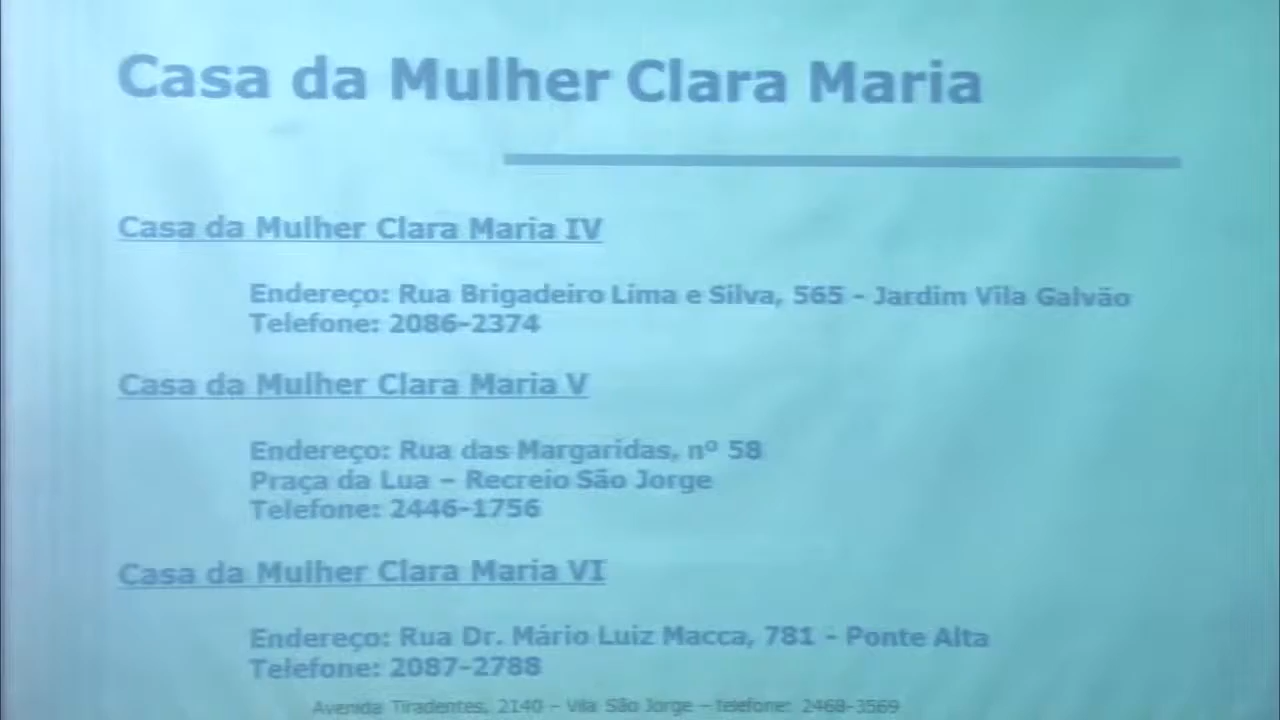 Casa da Mulher Clara Maria
Casa da Mulher Clara Maria IV
Endereço: Rua Brigadeiro Lima e Silva, 565 - Jardim Vila Galvão
Telefone: 2086-2374
Casa da Mulher Clara Maria V
Endereço: Rua das Margaridas, nº 58
Praça da Lua – Recreio São Jorge
Telefone: 2446-1756
Casa da Mulher Clara Maria VI
Endereço: Rua Dr. Mário Luiz Macca, 781 - Ponte Alta
Telefone: 2087-2788
Avenida Tiradentes, 2140 – Vila São Jorge – telefone: 2468-3569